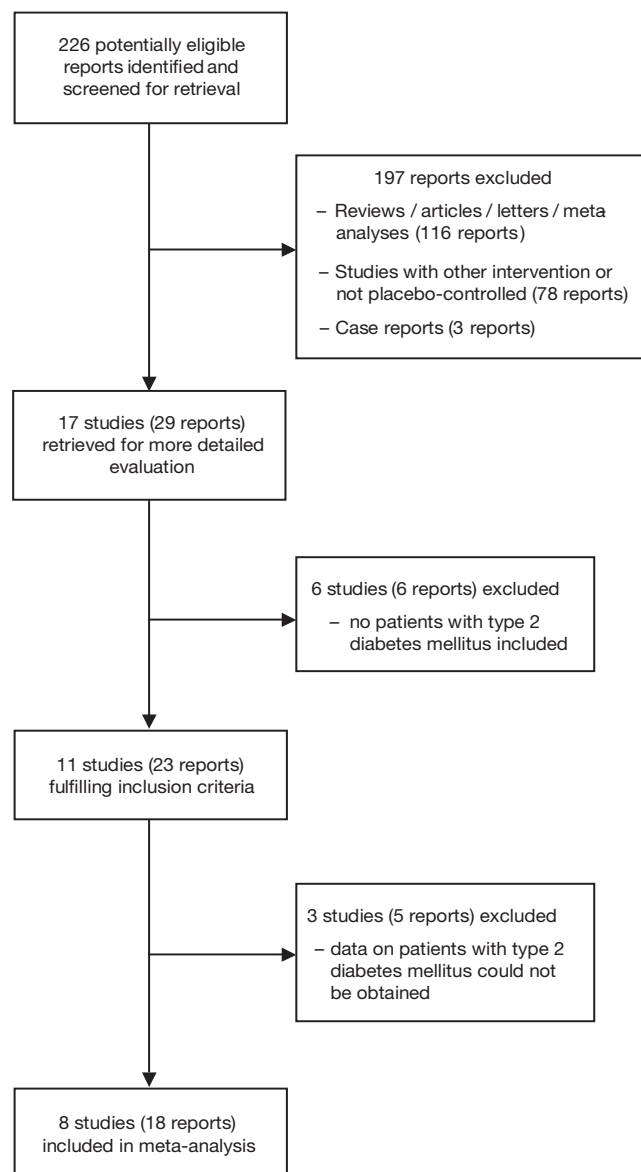 226 potentially eligible
reports identified and
screened for retrieval
197 reports excluded
– Reviews / articles / letters / meta-
analyses (116 reports)
– Studies with other intervention or
not placebo-controlled (78 reports)
– Case reports (3 reports)
17 studies (29 reports)
retrieved for more detailed
evaluation
6 studies (6 reports) excluded
– no patients with type 2
diabetes mellitus included
11 studies (23 reports)
fulfilling inclusion criteria
3 studies (5 reports) excluded
– data on patients with type 2
diabetes mellitus could not
be obtained
8 studies (18 reports)
included in meta-analysis